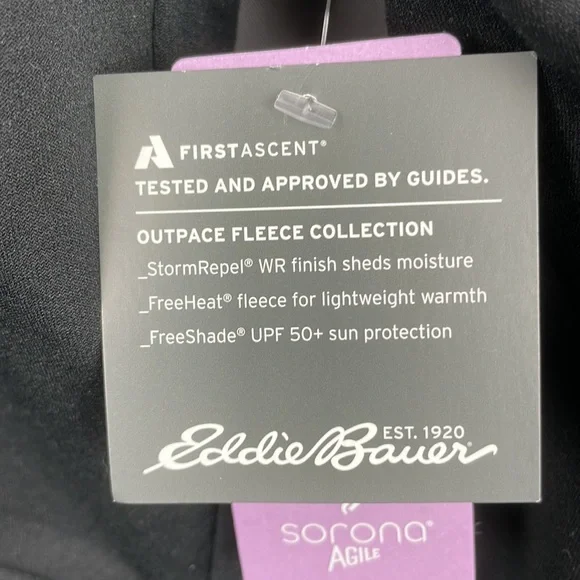 FIRSTASCENT®
TESTED AND APPROVED BY GUIDES.
OUTPACE FLEECE COLLECTION
_StormRepel® WR finish sheds moisture
_FreeHeat® fleece for lightweight warmth
_FreeShade® UPF 50+ sun protection
EST. 1920
Eddie Bauer
sorona®
AGILE